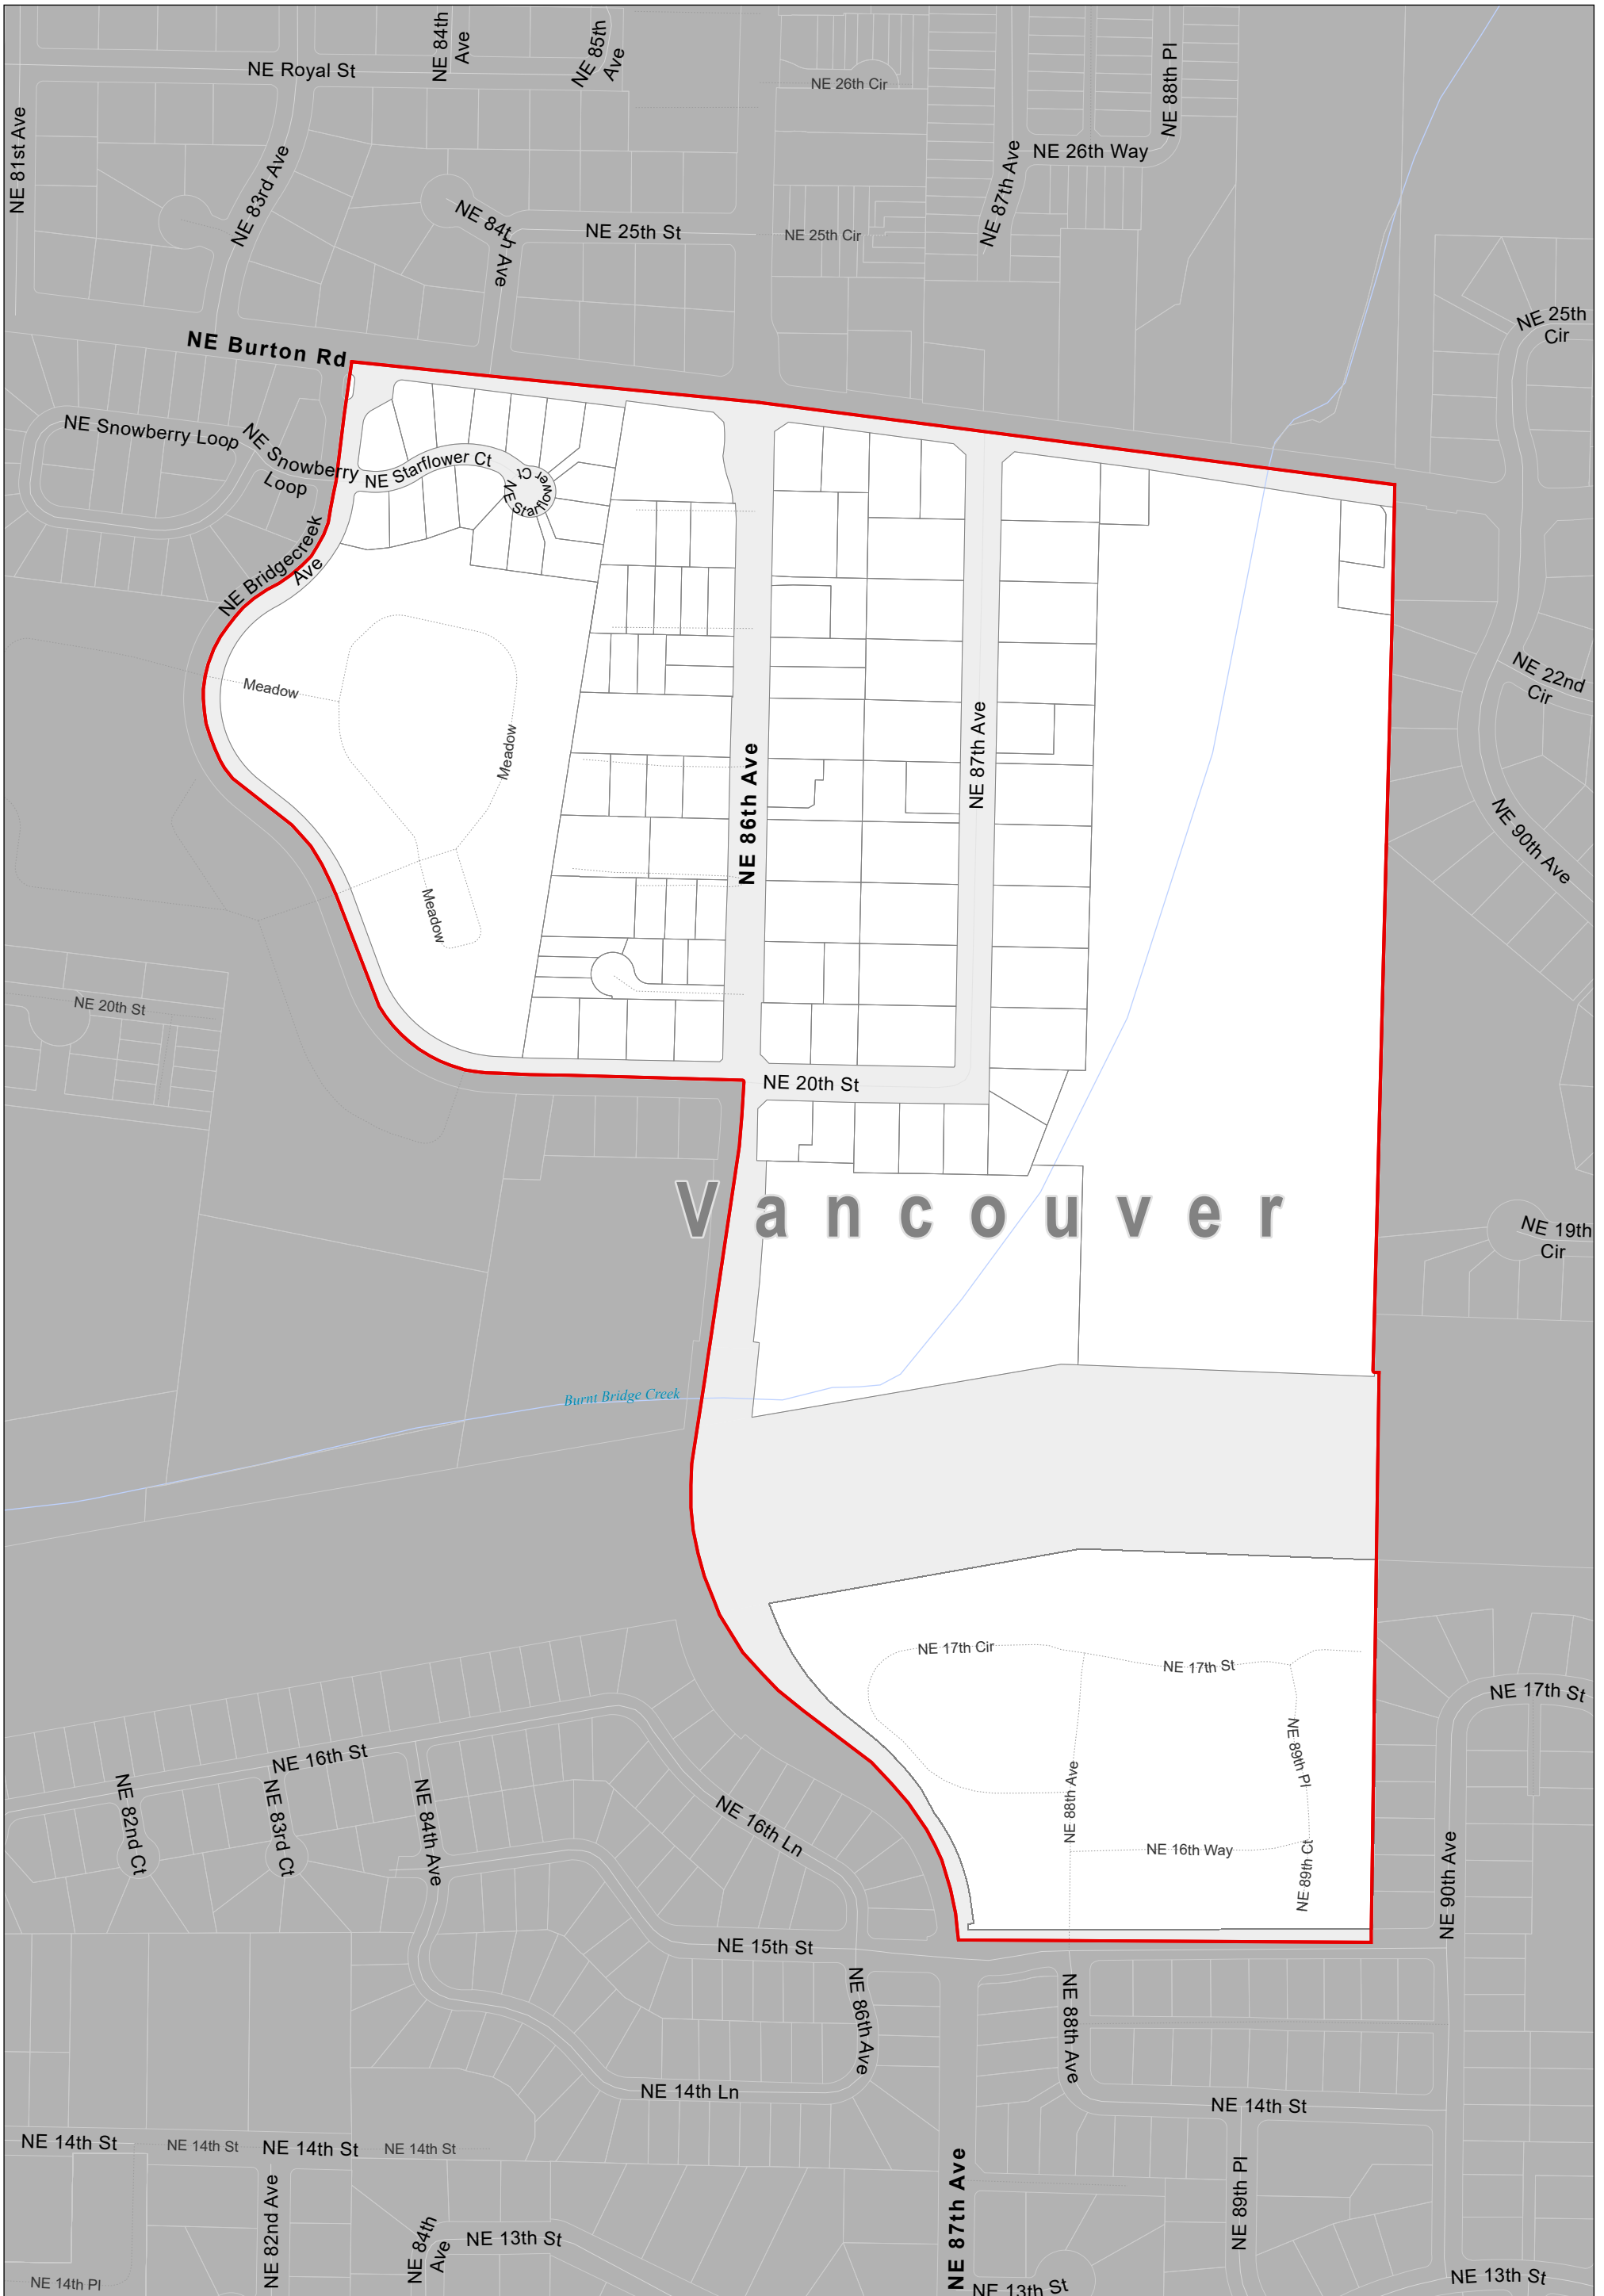 NE 84th
Ave
NE 85th
Ave
NE Royal St
NE 26th Cir
NE 88th Pl
NE 81st Ave
NE 83rd Ave
NE 87th Ave
NE 26th Way
NE 84th Ave
NE 25th St
NE 25th Cir
NE 25th
Cir
NE Burton Rd
NE Snowberry Loop
NE Snowberry
Loop
NE Starflower Ct
NE Starflower Ct
NE Bridgecreek
Ave
Meadow
Meadow
Meadow
NE 86th Ave
NE 87th Ave
NE 22nd
Cir
NE 90th Ave
NE 20th St
NE 20th St
Vancouver
NE 19th
Cir
Burnt Bridge Creek
NE 17th Cir
NE 17th St
NE 17th St
NE 89th Pl
NE 88th Ave
NE 16th Way
NE 89th Ct
NE 90th Ave
NE 16th St
NE 82nd Ct
NE 83rd Ct
NE 84th Ave
NE 16th Ln
NE 15th St
NE 86th Ave
NE 88th Ave
NE 14th Ln
NE 14th St
NE 14th St
NE 14th St
NE 14th St
NE 14th St
NE 82nd Ave
NE 84th
Ave
NE 13th St
NE 87th Ave
NE 89th Pl
NE 14th Pl
NE 13th St
NE 13th St